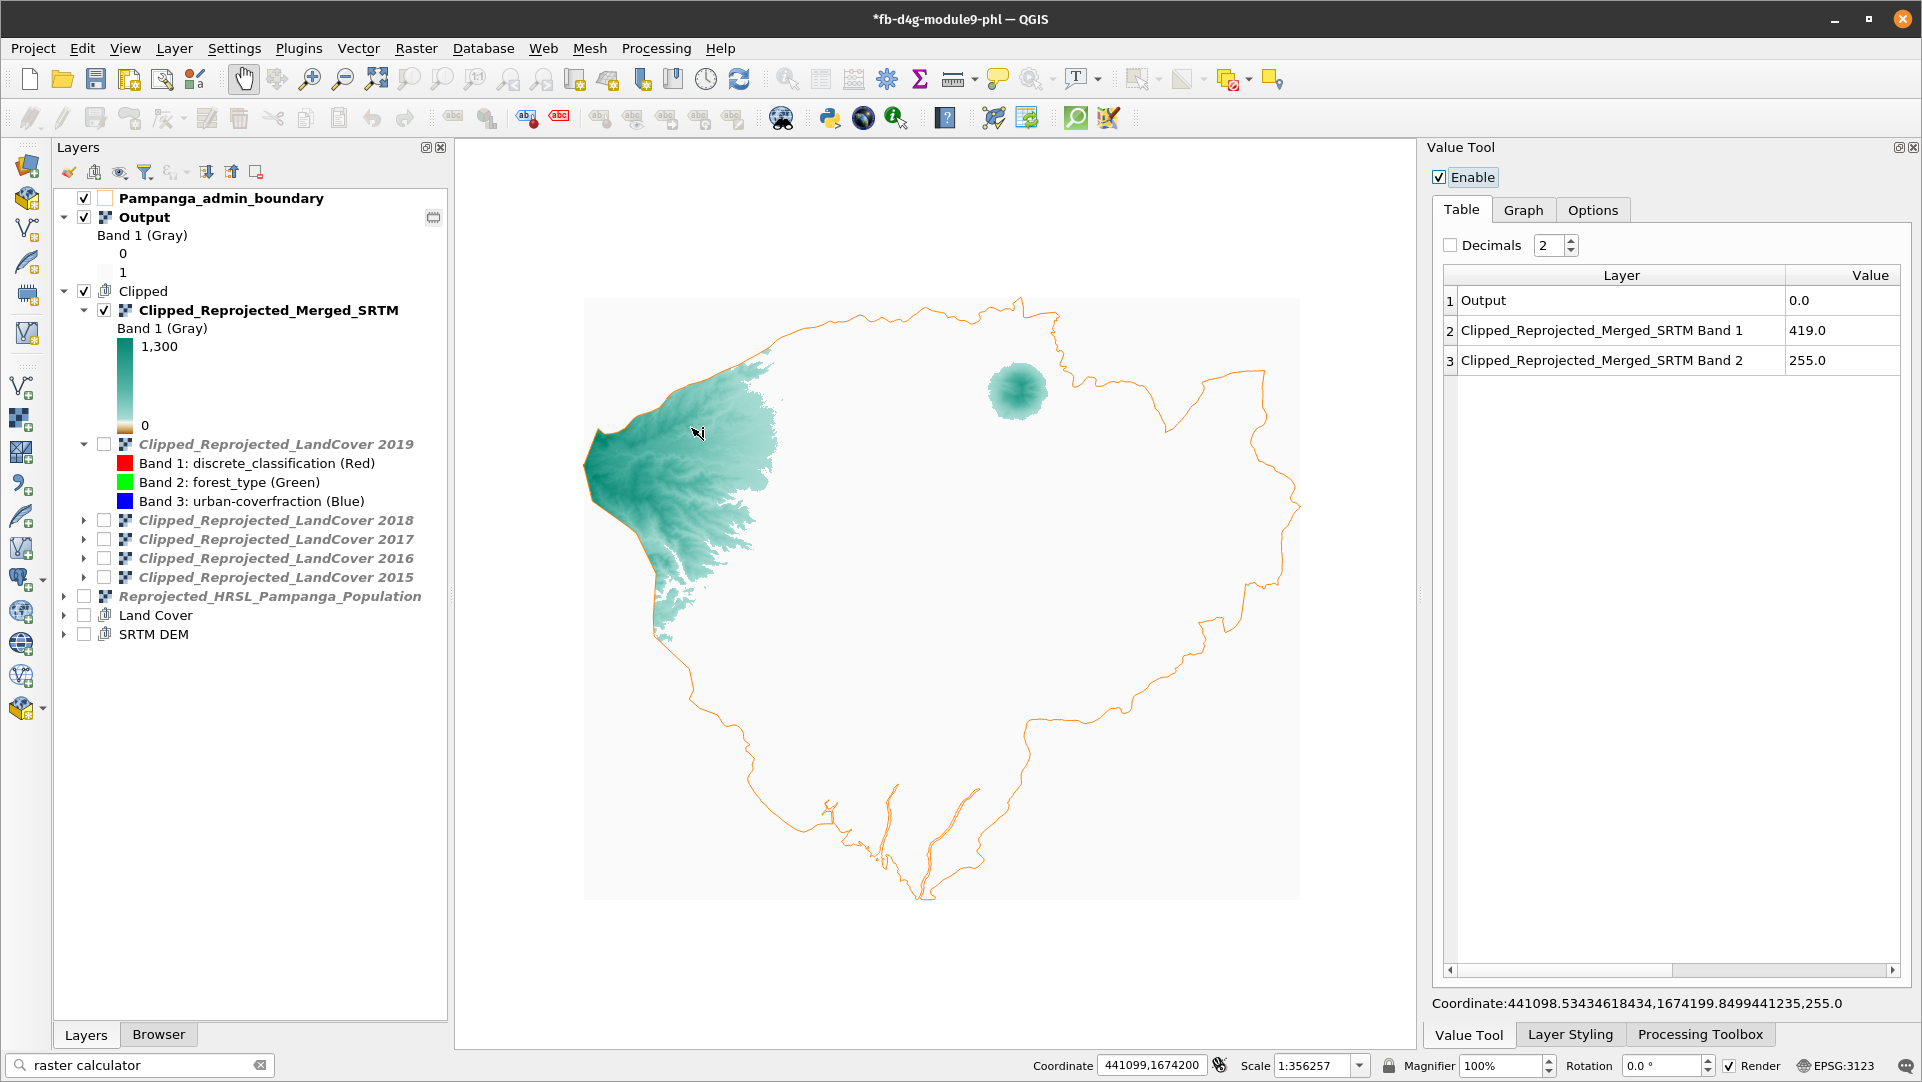 *fb-d4g-module9-phl — QGIS
Project Edit View Layer Settings Plugins Vector Raster Database Web Mesh Processing Help
Layers
Pampanga_admin_boundary
Output
Band 1 (Gray)
0
1
Clipped
Clipped_Reprojected_Merged_SRTM
Band 1 (Gray)
1,300
0
Clipped_Reprojected_LandCover 2019
Band 1: discrete_classification (Red)
Band 2: forest_type (Green)
Band 3: urban-coverfraction (Blue)
Clipped_Reprojected_LandCover 2018
Clipped_Reprojected_LandCover 2017
Clipped_Reprojected_LandCover 2016
Clipped_Reprojected_LandCover 2015
Reprojected_HRSL_Pampanga_Population
Land Cover
SRTM DEM
Layers Browser
Value Tool
Enable
Table Graph Options
Decimals 2
Layer Value
1 Output 0.0
2 Clipped_Reprojected_Merged_SRTM Band 1 419.0
3 Clipped_Reprojected_Merged_SRTM Band 2 255.0
Coordinate:441098.53434618434,1674199.8499441235,255.0
Value Tool Layer Styling Processing Toolbox
raster calculator Coordinate 441099,1674200 Scale 1:356257 Magnifier 100% Rotation 0.0 ° Render EPSG:3123